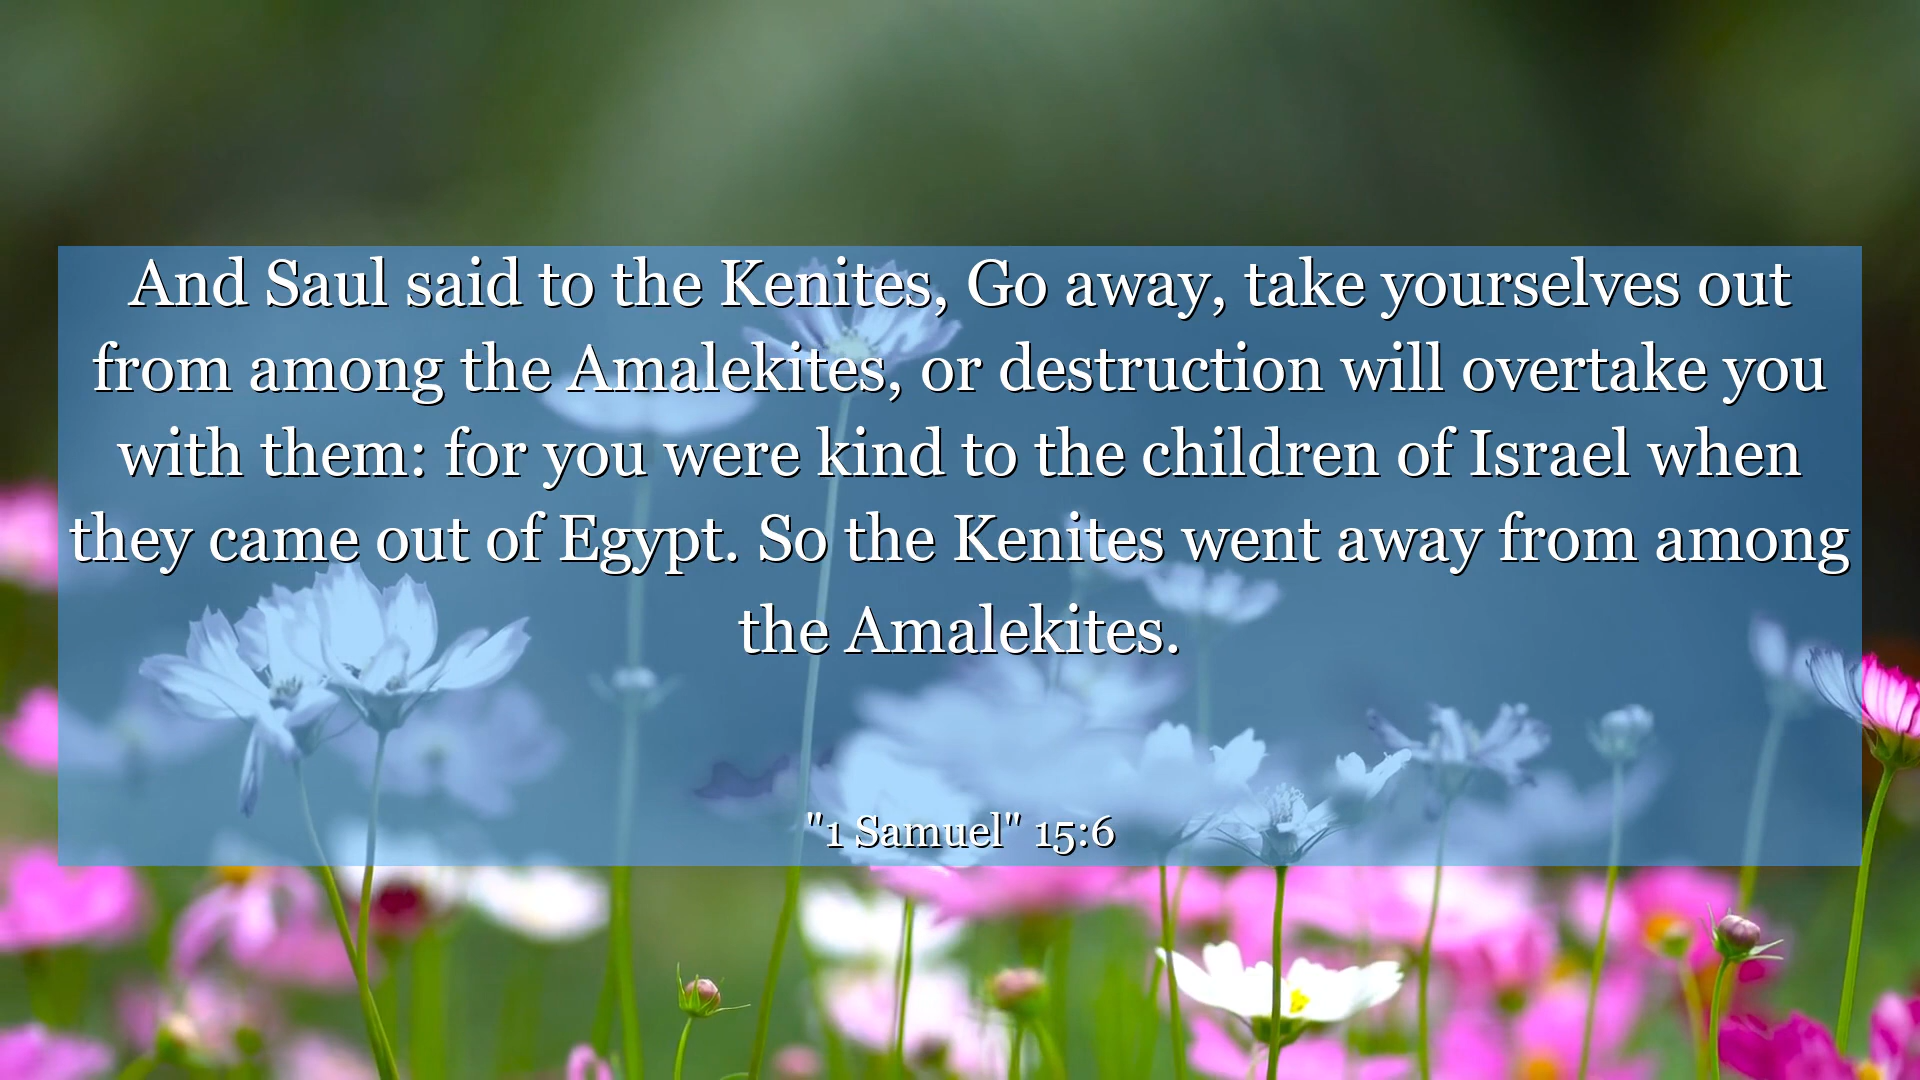 And Saul said to the Kenites, Go away, take yourselves out
from among the Amalekites, or destruction will overtake you
with them: for you were kind to the children of Israel when
they came out of Egypt. So the Kenites went away from among
the Amalekites.
"1 Samuel" 15:6